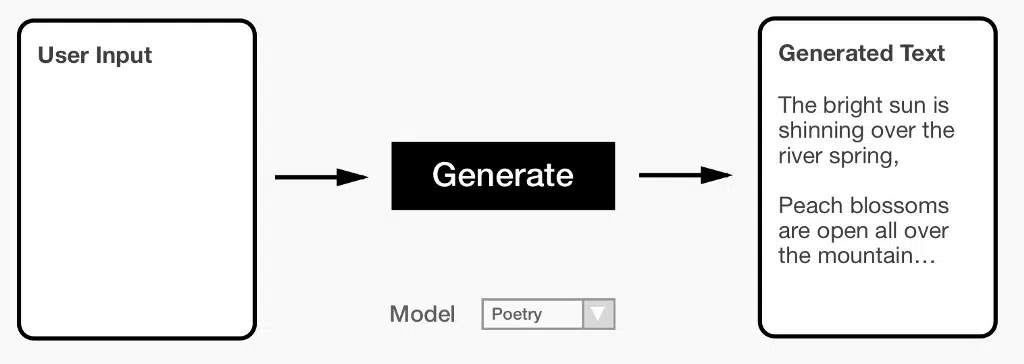 User Input
Generate
Model
Poetry
Generated Text
The bright sun is
shinning over the
river spring,
Peach blossoms
are open all over
the mountain…